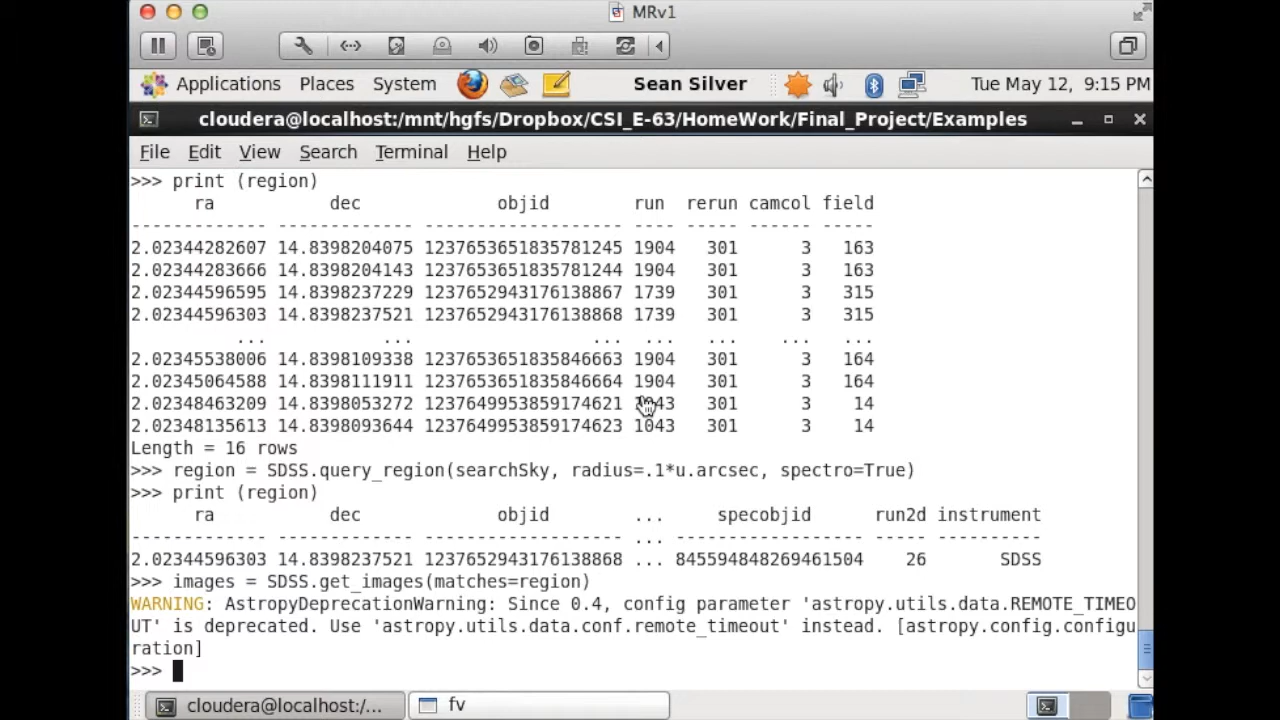 MRv1
Applications Places System Sean Silver Tue May 12, 9:15 PM
cloudera@localhost:/mnt/hgfs/Dropbox/CSI_E-63/HomeWork/Final_Project/Examples
File Edit View Search Terminal Help
>>> print (region)
ra dec objid run rerun camcol field
------------- ------------- ------------------- ---- ----- ------ -----
2.02344282607 14.8398204075 1237653651835781245 1904 301 3 163
2.02344283666 14.8398204143 1237653651835781244 1904 301 3 163
2.02344596595 14.8398237229 1237652943176138867 1739 301 3 315
2.02344596303 14.8398237521 1237652943176138868 1739 301 3 315
... ... ... ... ... ... ...
2.02345538006 14.8398109338 1237653651835846663 1904 301 3 164
2.02345064588 14.8398111911 1237653651835846664 1904 301 3 164
2.02348463209 14.8398053272 1237649953859174621 1043 301 3 14
2.02348135613 14.8398093644 1237649953859174623 1043 301 3 14
Length = 16 rows
>>> region = SDSS.query_region(searchSky, radius=.1*u.arcsec, spectro=True)
>>> print (region)
ra dec objid ... specobjid run2d instrument
------------- ------------- ------------------- ... ------------------ ----- ----------
2.02344596303 14.8398237521 1237652943176138868 ... 845594848269461504 26 SDSS
>>> images = SDSS.get_images(matches=region)
WARNING: AstropyDeprecationWarning: Since 0.4, config parameter 'astropy.utils.data.REMOTE_TIMEO
UT' is deprecated. Use 'astropy.utils.data.conf.remote_timeout' instead. [astropy.config.configu
ration]
>>>
cloudera@localhost:/... fv